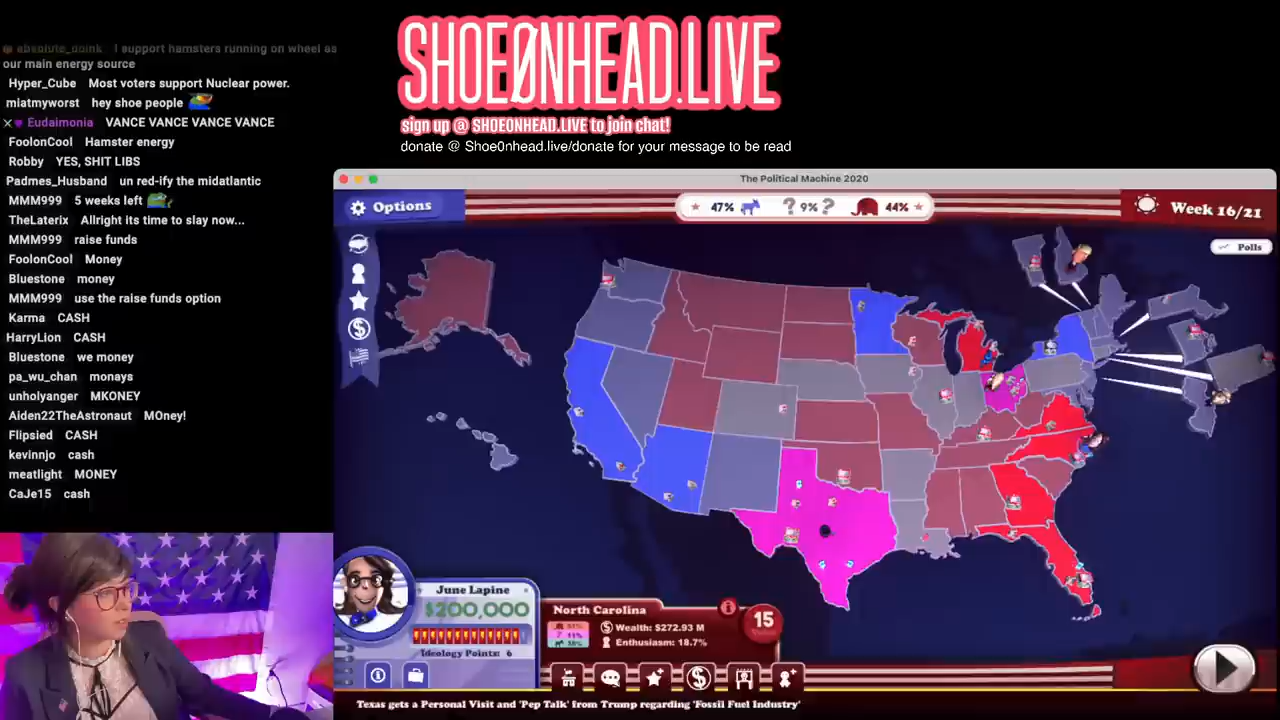 SHOE0NHEAD.LIVE
sign up @ SHOE0NHEAD.LIVE to join chat!
donate @ Shoe0nhead.live/donate for your message to be read
absolute_doink I support hamsters running on wheel as
our main energy source
Hyper_Cube Most voters support Nuclear power.
miatmyworst hey shoe people
Eudaimonia VANCE VANCE VANCE VANCE
FoolonCool Hamster energy
Robby YES, SHIT LIBS
Padmes_Husband un red-ify the midatlantic
MMM999 5 weeks left
TheLaterix Allright its time to slay now...
MMM999 raise funds
FoolonCool Money
Bluestone money
MMM999 use the raise funds option
Karma CASH
HarryLion CASH
Bluestone we money
pa_wu_chan monays
unholyanger MKONEY
Aiden22TheAstronaut MOney!
Flipsied CASH
kevinnjo cash
meatlight MONEY
CaJe15 cash
The Political Machine 2020
Options
47% ? 9% ? 44%
Week 16/21
Polls
June Lapine
$200,000
Ideology Points: 6
North Carolina
11%
Wealth: $272.93 M
Enthusiasm: 18.7%
15
Texas gets a Personal Visit and 'Pep Talk' from Trump regarding 'Fossil Fuel Industry'